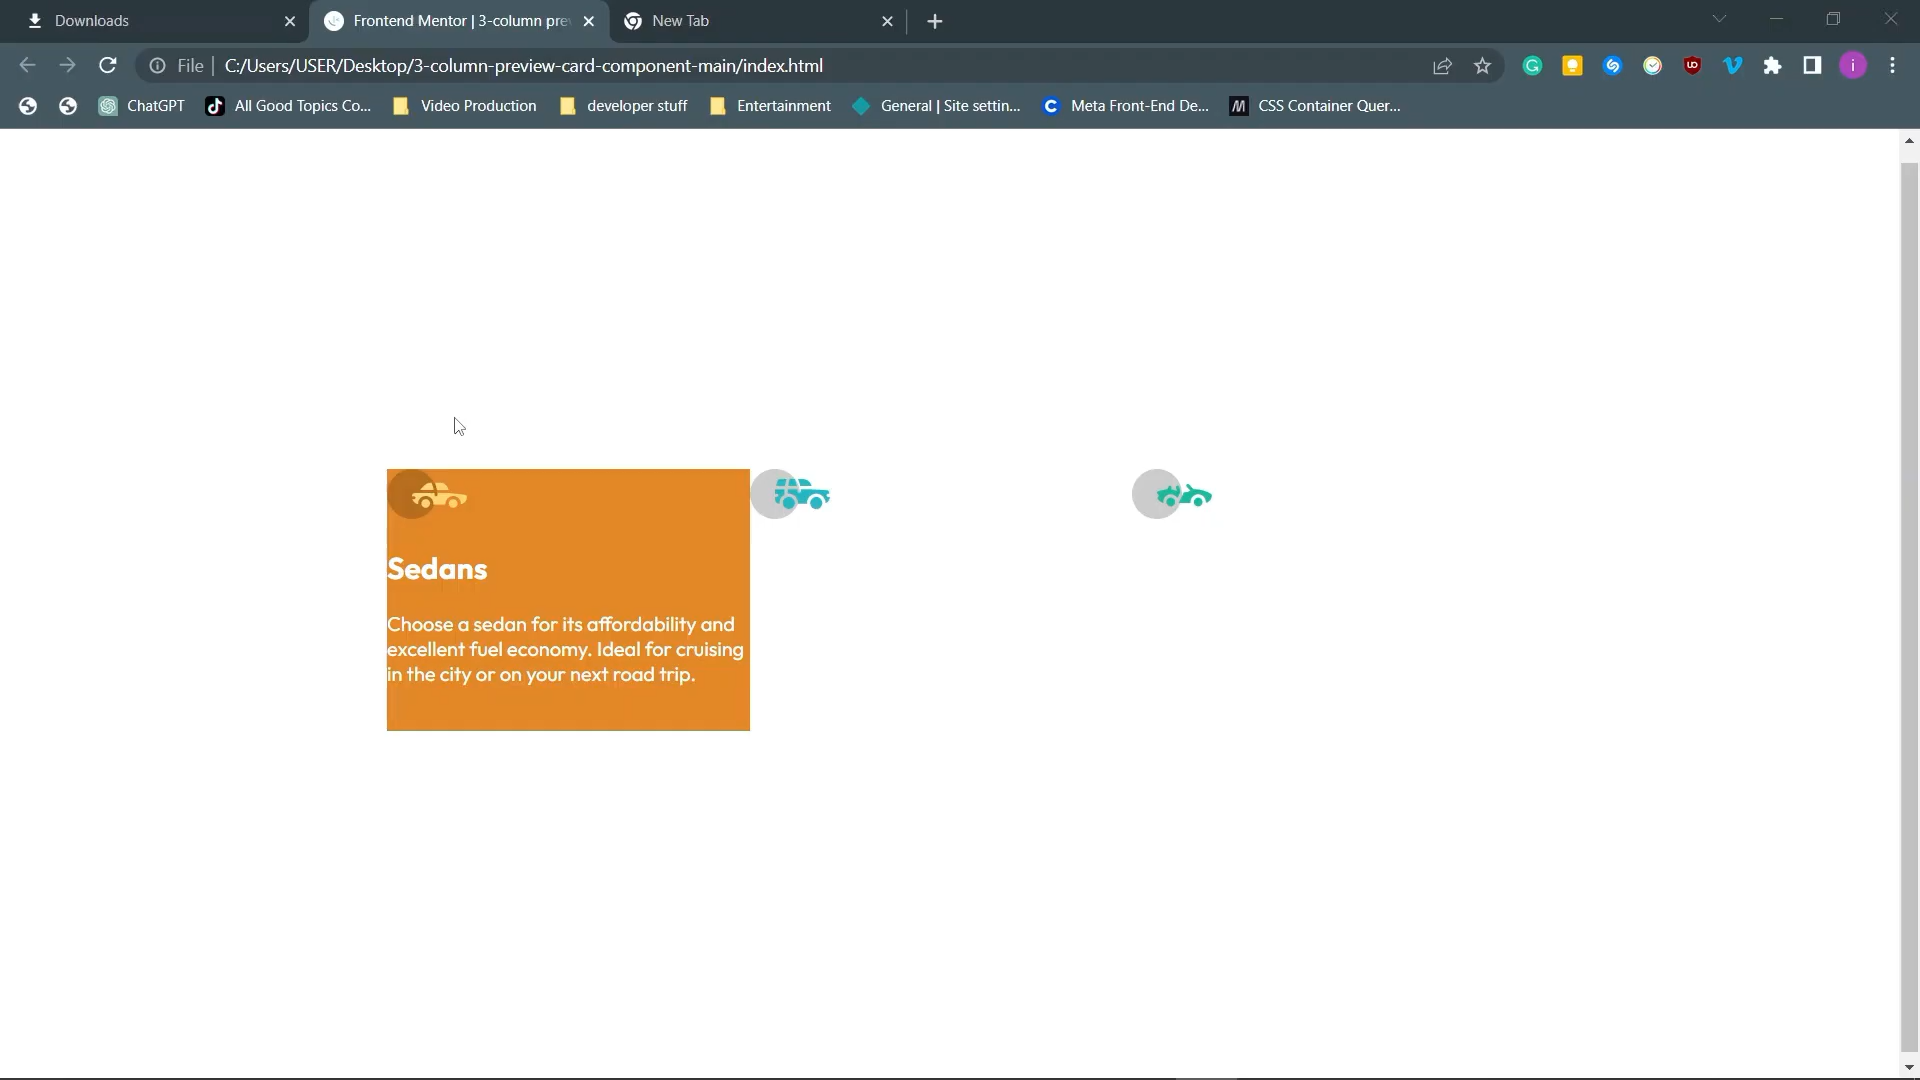 Downloads
Frontend Mentor | 3-column pre
New Tab
File
C:/Users/USER/Desktop/3-column-preview-card-component-main/index.html
i
ChatGPT
All Good Topics Co...
Video Production
developer stuff
Entertainment
General | Site settin...
Meta Front-End De...
CSS Container Quer...
Sedans
Choose a sedan for its affordability and
excellent fuel economy. Ideal for cruising
in the city or on your next road trip.